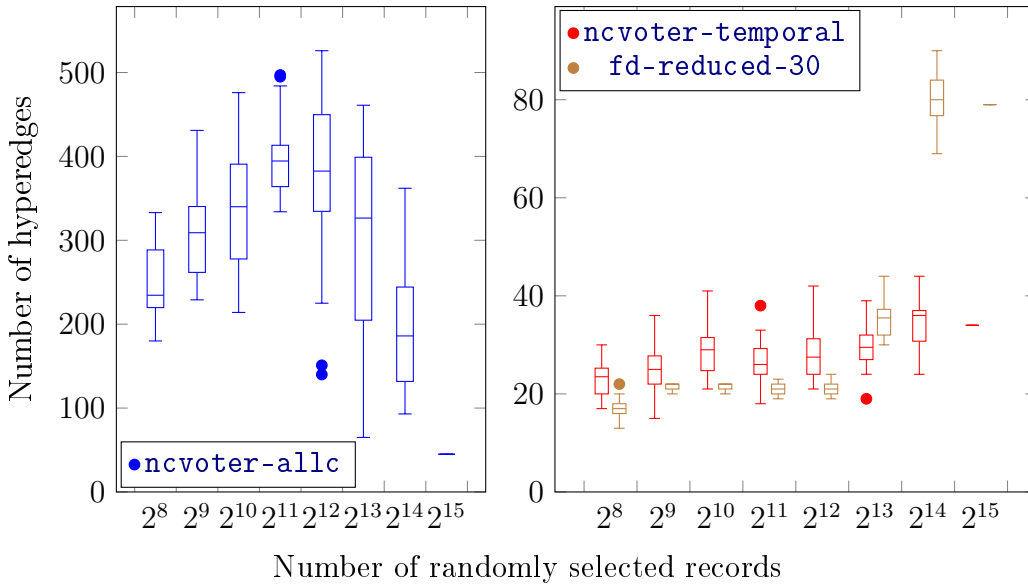 Number of hyperedges
500
400
300
200
100
0
ncvoter-allc
2^8 2^9 2^10 2^11 2^12 2^13 2^14 2^15
ncvoter-temporal
fd-reduced-30
80
60
40
20
0
2^8 2^9 2^10 2^11 2^12 2^13 2^14 2^15
Number of randomly selected records